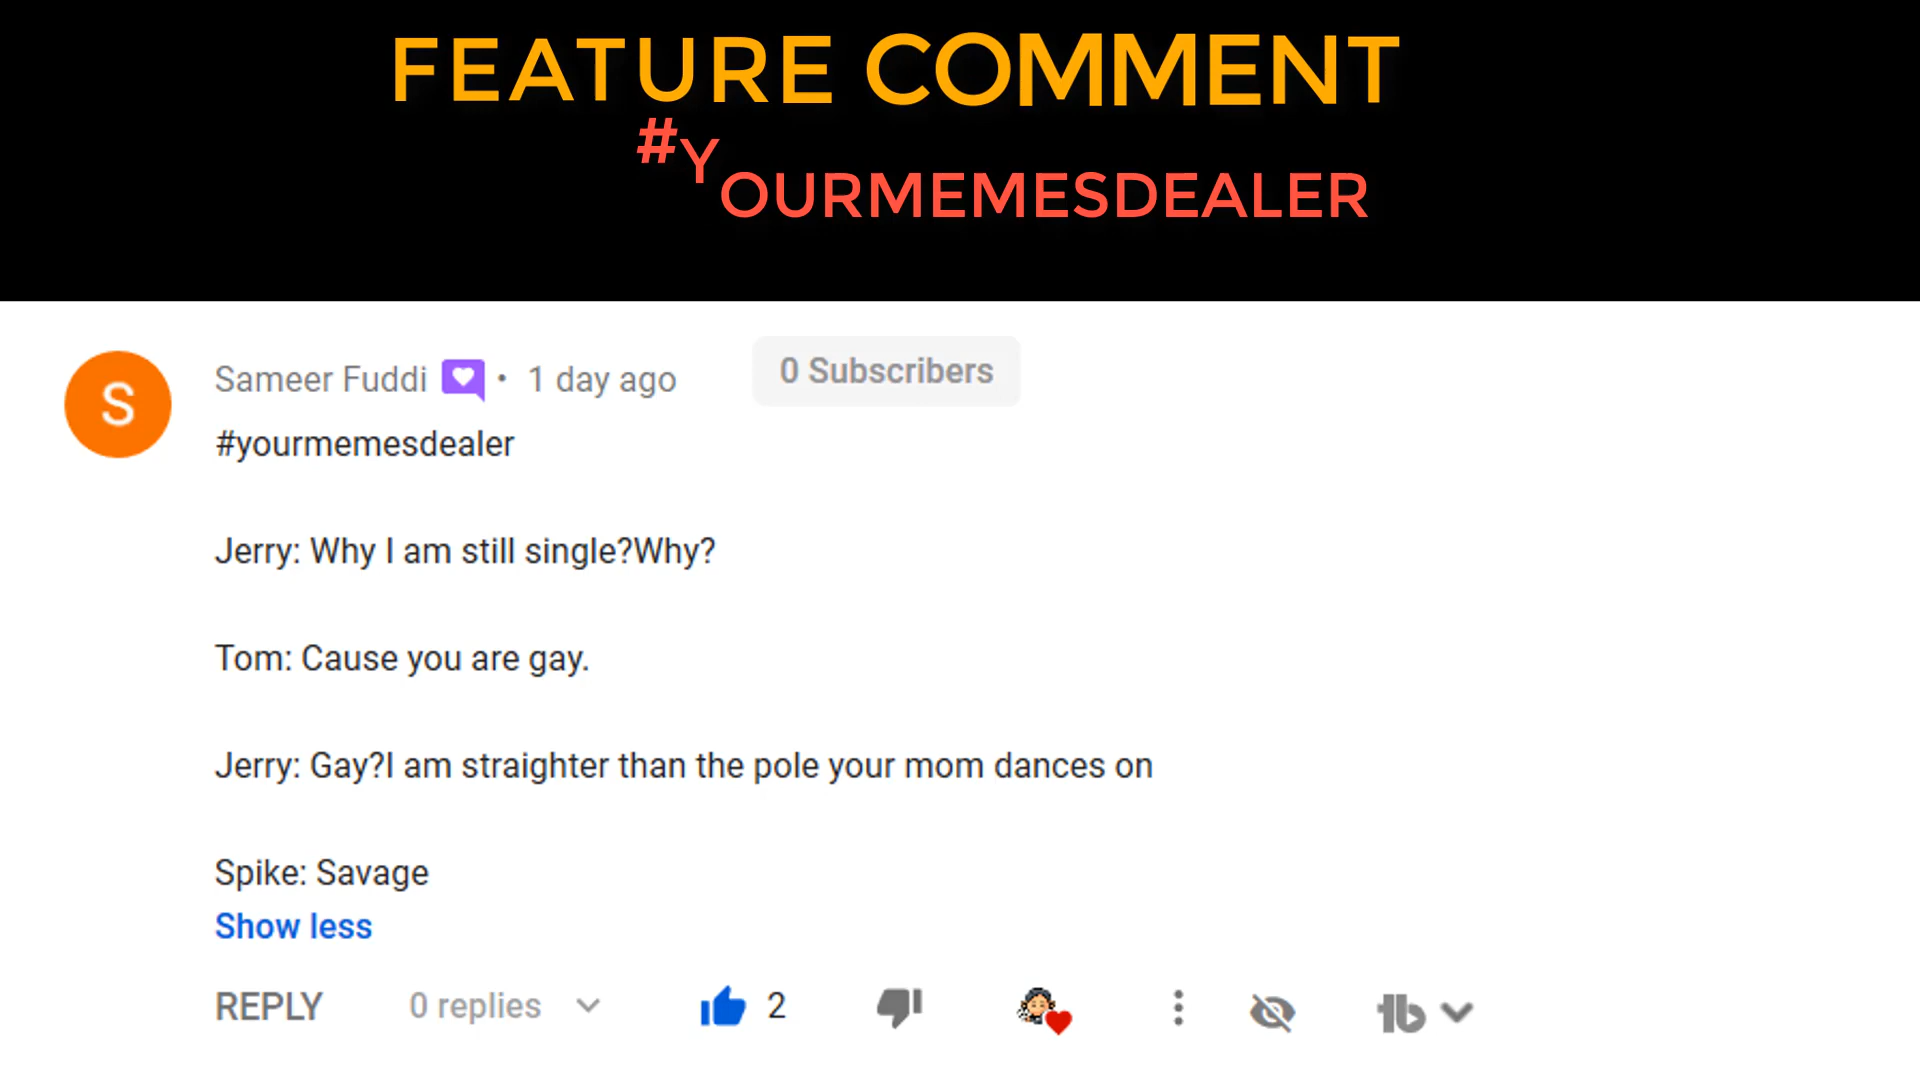 FEATURE COMMENT
#YOURMEMESDEALER
S
Sameer Fuddi • 1 day ago
0 Subscribers
#yourmemesdealer
Jerry: Why I am still single?Why?
Tom: Cause you are gay.
Jerry: Gay?I am straighter than the pole your mom dances on
Spike: Savage
Show less
REPLY 0 replies 2